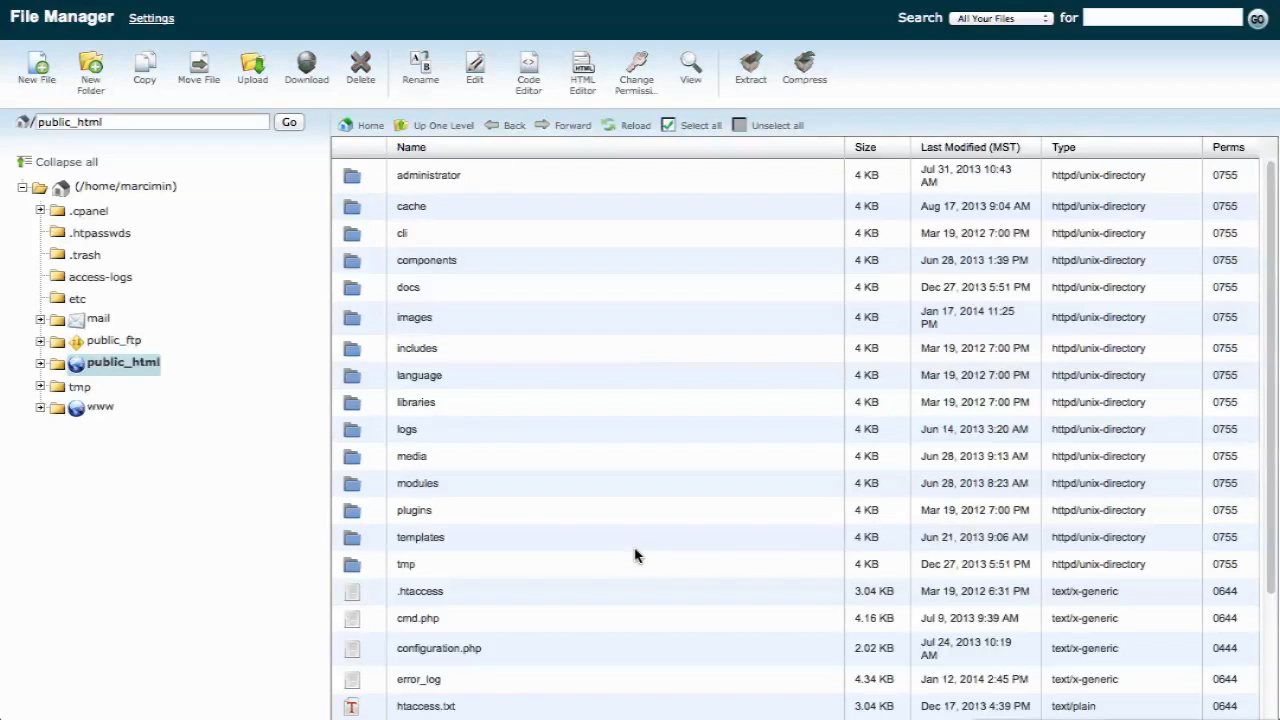 File Manager Settings Search All Your Files for GO
New File New Folder Copy Move File Upload Download Delete Rename Edit Code Editor HTML Editor Change Permissi... View Extract Compress
/public_html Go
Home Up One Level Back Forward Reload Select all Unselect all
Collapse all
(/home/marcimin)
.cpanel
.htpasswds
.trash
access-logs
etc
mail
public_ftp
public_html
tmp
www
Name Size Last Modified (MST) Type Perms
administrator 4 KB Jul 31, 2013 10:43 AM httpd/unix-directory 0755
cache 4 KB Aug 17, 2013 9:04 AM httpd/unix-directory 0755
cli 4 KB Mar 19, 2012 7:00 PM httpd/unix-directory 0755
components 4 KB Jun 28, 2013 1:39 PM httpd/unix-directory 0755
docs 4 KB Dec 27, 2013 5:51 PM httpd/unix-directory 0755
images 4 KB Jan 17, 2014 11:25 PM httpd/unix-directory 0755
includes 4 KB Mar 19, 2012 7:00 PM httpd/unix-directory 0755
language 4 KB Mar 19, 2012 7:00 PM httpd/unix-directory 0755
libraries 4 KB Mar 19, 2012 7:00 PM httpd/unix-directory 0755
logs 4 KB Jun 14, 2013 3:20 AM httpd/unix-directory 0755
media 4 KB Jun 28, 2013 9:13 AM httpd/unix-directory 0755
modules 4 KB Jun 28, 2013 8:23 AM httpd/unix-directory 0755
plugins 4 KB Mar 19, 2012 7:00 PM httpd/unix-directory 0755
templates 4 KB Jun 21, 2013 9:06 AM httpd/unix-directory 0755
tmp 4 KB Dec 27, 2013 5:51 PM httpd/unix-directory 0755
.htaccess 3.04 KB Mar 19, 2012 6:31 PM text/x-generic 0644
cmd.php 4.16 KB Jul 9, 2013 9:39 AM text/x-generic 0644
configuration.php 2.02 KB Jul 24, 2013 10:19 AM text/x-generic 0444
error_log 4.34 KB Jan 12, 2014 2:45 PM text/x-generic 0644
htaccess.txt 3.04 KB Dec 17, 2013 4:39 PM text/plain 0644